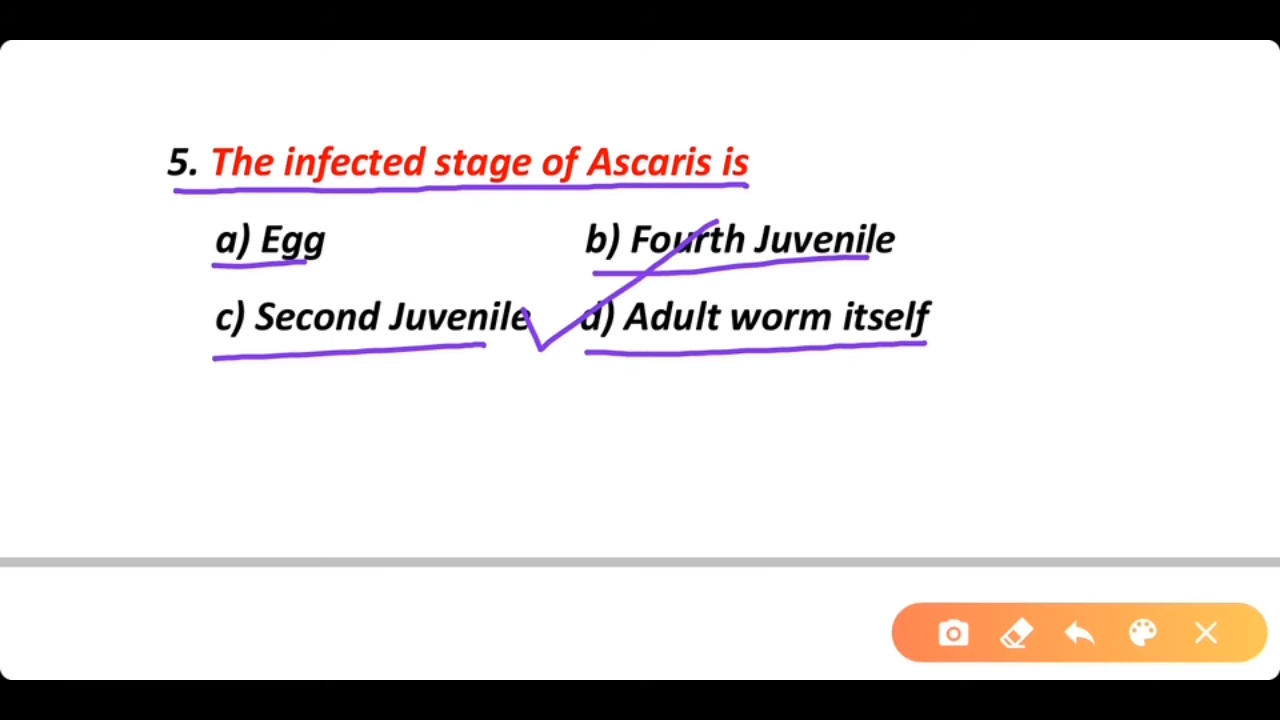 5. The infected stage of Ascaris is
a) Egg b) Fourth Juvenile
c) Second Juvenile d) Adult worm itself